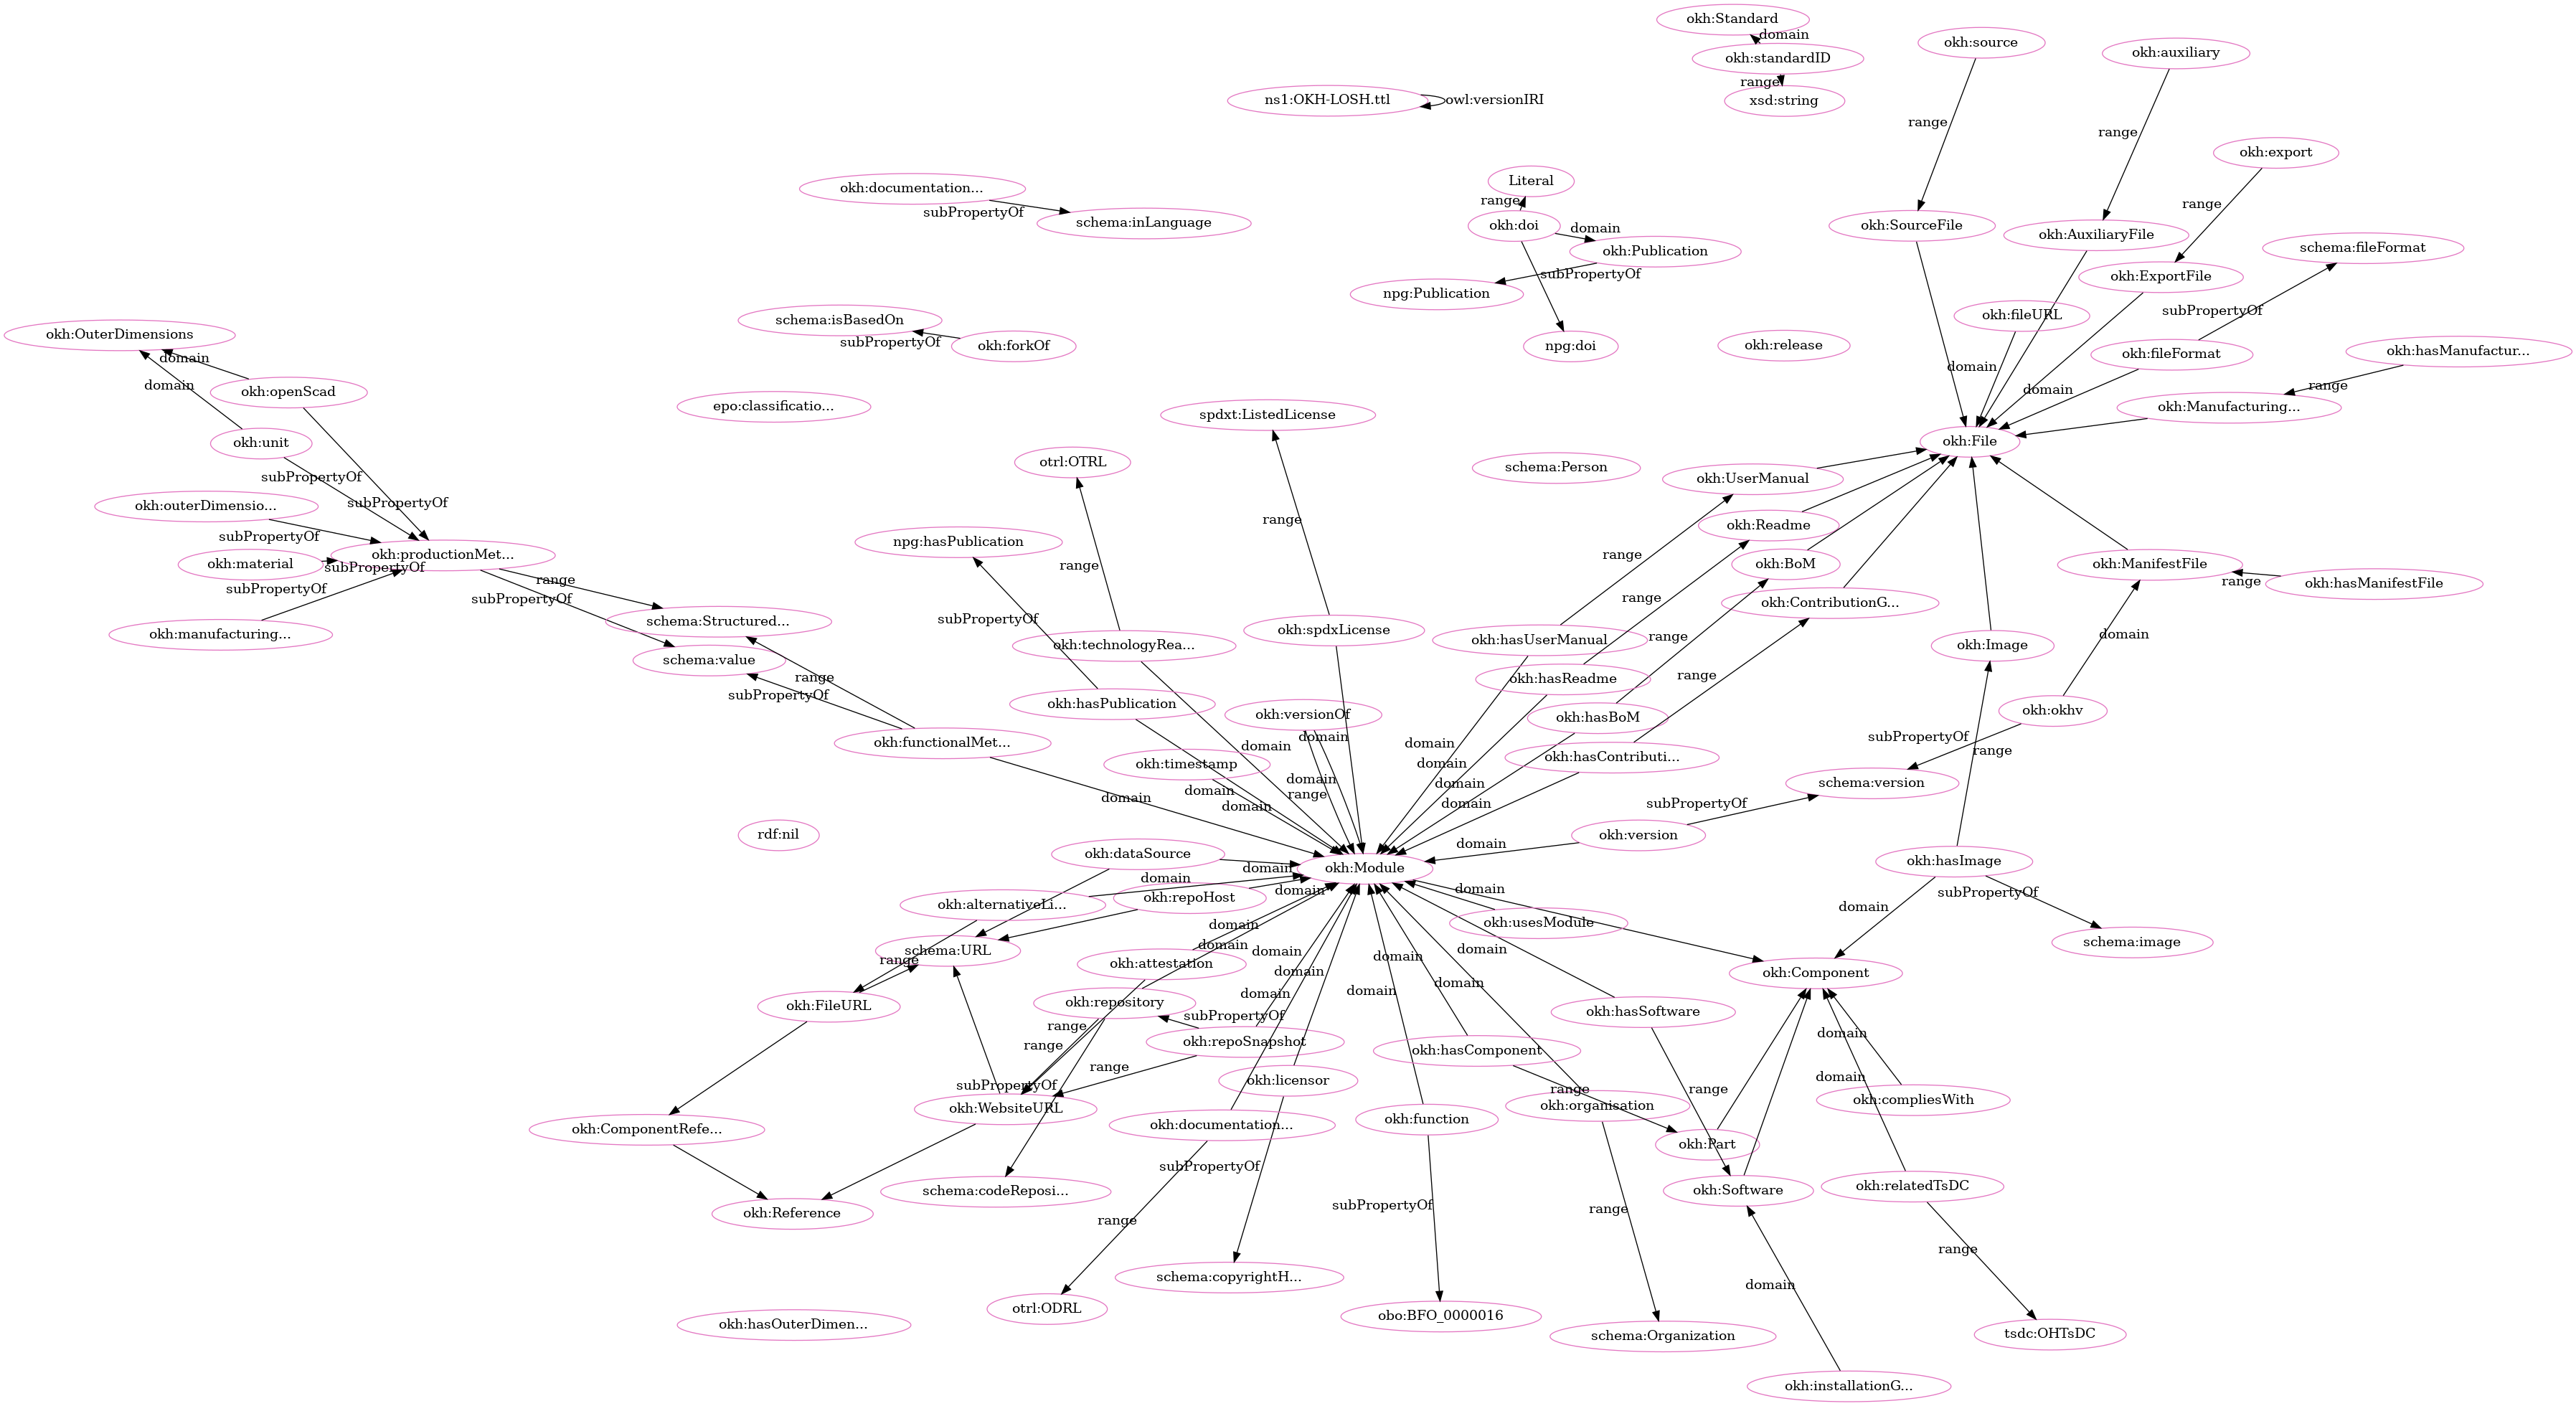 okh:Standard
domain
okh:source
okh:auxiliary
okh:standardID
range
ns1:OKH-LOSH.ttl
owl:versionIRI
xsd:string
range
range
okh:export
Literal
okh:documentation...
range
range
subPropertyOf
schema:inLanguage
okh:doi
domain
okh:SourceFile
okh:AuxiliaryFile
okh:Publication
schema:fileFormat
subPropertyOf
okh:ExportFile
npg:Publication
subPropertyOf
okh:fileURL
schema:isBasedOn
okh:OuterDimensions
subPropertyOf
okh:forkOf
npg:doi
okh:release
okh:fileFormat
okh:hasManufactur...
domain
domain
range
domain
okh:openScad
domain
epo:classificatio...
okh:Manufacturing...
spdxt:ListedLicense
okh:unit
okh:File
otrl:OTRL
schema:Person
subPropertyOf
okh:UserManual
okh:outerDimensio...
subPropertyOf
range
okh:Readme
subPropertyOf
npg:hasPublication
okh:productionMet...
range
range
okh:material
subPropertyOf
okh:BoM
okh:ManifestFile
range
okh:hasManifestFile
subPropertyOf
range
subPropertyOf
range
okh:ContributionG...
okh:manufacturing...
schema:Structured...
subPropertyOf
okh:spdxLicense
okh:hasUserManual
range
domain
okh:technologyRea...
okh:Image
schema:value
range
subPropertyOf
range
okh:hasReadme
okh:hasPublication
okh:versionOf
okh:hasBoM
okh:okhv
okh:functionalMet...
domain
domain
domain
subPropertyOf
range
okh:timestamp
domain
okh:hasContributi...
domain
domain
domain
domain
schema:version
domain
range
domain
domain
subPropertyOf
rdf:nil
okh:version
domain
okh:dataSource
domain
okh:Module
okh:hasImage
domain
domain
domain
subPropertyOf
okh:alternativeLi...
okh:repoHost
domain
domain
okh:usesModule
schema:image
schema:URL
range
domain
domain
domain
domain
okh:attestation
domain
okh:Component
domain
domain
okh:FileURL
okh:repository
domain
domain
okh:hasSoftware
subPropertyOf
range
domain
okh:repoSnapshot
range
okh:hasComponent
range
subPropertyOf
okh:licensor
range
range
domain
okh:WebsiteURL
okh:organisation
okh:compliesWith
okh:ComponentRefe...
okh:documentation...
okh:function
okh:Part
subPropertyOf
schema:codeReposi...
okh:Software
okh:relatedTsDC
okh:Reference
subPropertyOf
range
range
range
schema:copyrightH...
domain
otrl:ODRL
obo:BFO_0000016
okh:hasOuterDimen...
schema:Organization
tsdc:OHTsDC
okh:installationG...